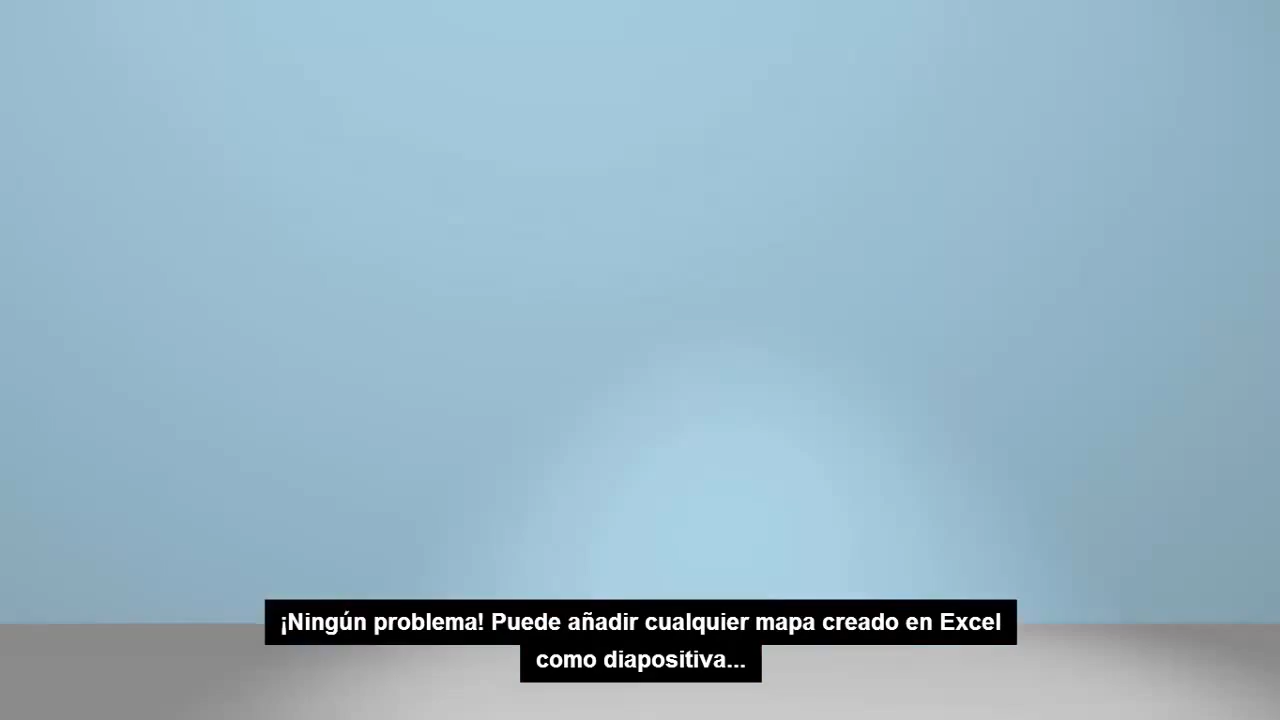 ¡Ningún problema! Puede añadir cualquier mapa creado en Excel
como diapositiva...